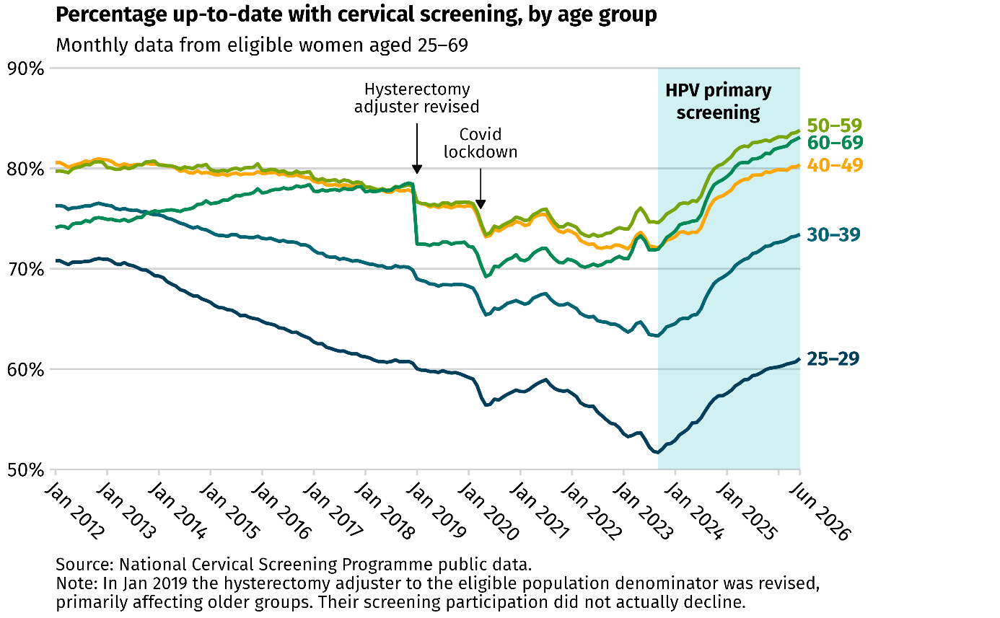 Percentage up-to-date with cervical screening, by age group
Monthly data from eligible women aged 25–69
90%
Hysterectomy
adjuster revised
Covid
lockdown
HPV primary
screening
50–59
60–69
40–49
30–39
25–29
80%
70%
60%
50%
Jan 2012
Jan 2013
Jan 2014
Jan 2015
Jan 2016
Jan 2017
Jan 2018
Jan 2019
Jan 2020
Jan 2021
Jan 2022
Jan 2023
Jan 2024
Jan 2025
Jun 2026
Source: National Cervical Screening Programme public data.
Note: In Jan 2019 the hysterectomy adjuster to the eligible population denominator was revised,
primarily affecting older groups. Their screening participation did not actually decline.